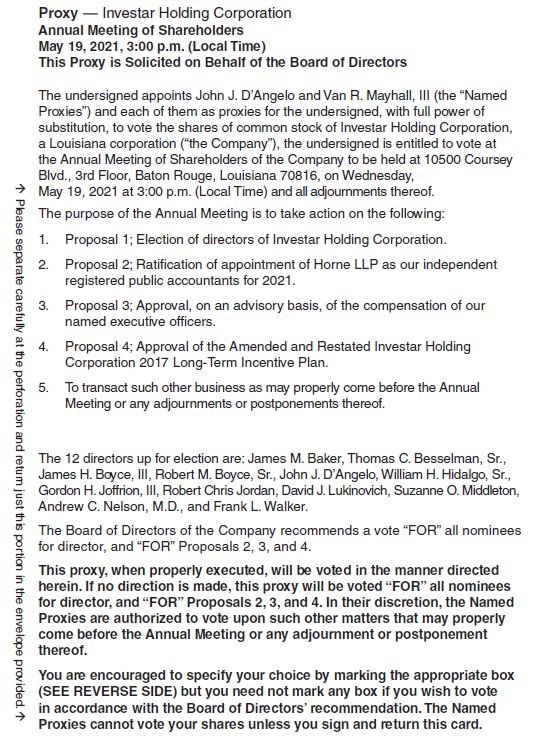 Proxy — Investar Holding Corporation
Annual Meeting of Shareholders
May 19, 2021, 3:00 p.m. (Local Time)
This Proxy is Solicited on Behalf of the Board of Directors
The undersigned appoints John J. D'Angelo and Van R. Mayhall, III (the "Named
Proxies") and each of them as proxies for the undersigned, with full power of
substitution, to vote the shares of common stock of Investar Holding Corporation,
a Louisiana corporation ("the Company"), the undersigned is entitled to vote at
the Annual Meeting of Shareholders of the Company to be held at 10500 Coursey
Blvd., 3rd Floor, Baton Rouge, Louisiana 70816, on Wednesday,
May 19, 2021 at 3:00 p.m. (Local Time) and all adjournments thereof.
The purpose of the Annual Meeting is to take action on the following:
1. Proposal 1; Election of directors of Investar Holding Corporation.
2. Proposal 2; Ratification of appointment of Horne LLP as our independent
registered public accountants for 2021.
3. Proposal 3; Approval, on an advisory basis, of the compensation of our
named executive officers.
4. Proposal 4; Approval of the Amended and Restated Investar Holding
Corporation 2017 Long-Term Incentive Plan.
5. To transact such other business as may properly come before the Annual
Meeting or any adjournments or postponements thereof.
The 12 directors up for election are: James M. Baker, Thomas C. Besselman, Sr.,
James H. Boyce, III, Robert M. Boyce, Sr., John J. D'Angelo, William H. Hidalgo, Sr.,
Gordon H. Joffrion, III, Robert Chris Jordan, David J. Lukinovich, Suzanne O. Middleton,
Andrew C. Nelson, M.D., and Frank L. Walker.
The Board of Directors of the Company recommends a vote "FOR" all nominees
for director, and "FOR" Proposals 2, 3, and 4.
This proxy, when properly executed, will be voted in the manner directed
herein. If no direction is made, this proxy will be voted "FOR" all nominees
for director, and "FOR" Proposals 2, 3, and 4. In their discretion, the Named
Proxies are authorized to vote upon such other matters that may properly
come before the Annual Meeting or any adjournment or postponement
thereof.
You are encouraged to specify your choice by marking the appropriate box
(SEE REVERSE SIDE) but you need not mark any box if you wish to vote
in accordance with the Board of Directors' recommendation. The Named
Proxies cannot vote your shares unless you sign and return this card.
→ Please separate carefully at the perforation and return just this portion in the envelope provided. →